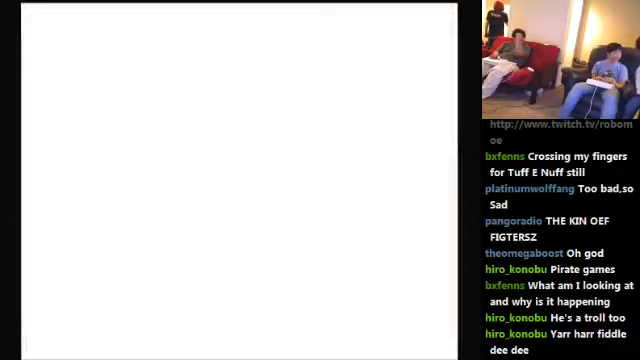 http://www.twitch.tv/robom
oe
bxfenns Crossing my fingers
for Tuff E Nuff still
platinumwolffang Too bad,so
Sad
pangoradio THE KIN OEF
FIGTERSZ
theomegaboost Oh god
hiro_konobu Pirate games
bxfenns What am I looking at
and why is it happening
hiro_konobu He's a troll too
hiro_konobu Yarr harr fiddle
dee dee